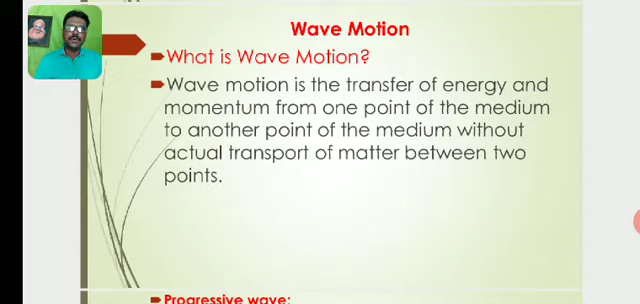 Wave Motion
What is Wave Motion?
Wave motion is the transfer of energy and
momentum from one point of the medium
to another point of the medium without
actual transport of matter between two
points.
Progressive wave: